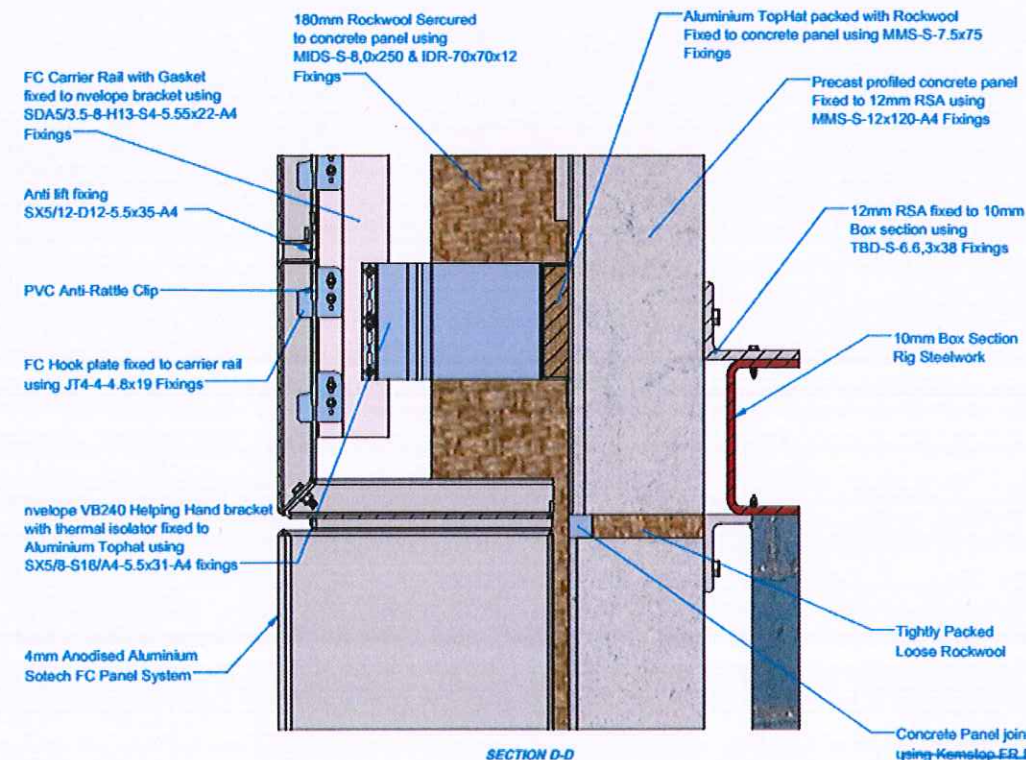 180mm Rockwool Sercured
to concrete panel using
MIDS-S-8,0x250 & IDR-70x70x12
Fixings
Aluminium TopHat packed with Rockwool
Fixed to concrete panel using MMS-S-7.5x75
Fixings
FC Carrier Rail with Gasket
fixed to nvelope bracket using
SDA5/3.5-8-H13-S4-5.55x22-A4
Fixings
Precast profiled concrete panel
Fixed to 12mm RSA using
MMS-S-12x120-A4 Fixings
Anti lift fixing
SX5/12-D12-5.5x35-A4
12mm RSA fixed to 10mm
Box section using
TBD-S-6.6,3x38 Fixings
PVC Anti-Rattle Clip
10mm Box Section
Rig Steelwork
FC Hook plate fixed to carrier rail
using JT4-4-4.8x19 Fixings
nvelope VB240 Helping Hand bracket
with thermal isolator fixed to
Aluminium Tophat using
SX5/8-S16/A4-5.5x31-A4 fixings
Tightly Packed
Loose Rockwool
4mm Anodised Aluminium
Sotech FC Panel System
Concrete Panel join
using Kemstop FR
SECTION D-D